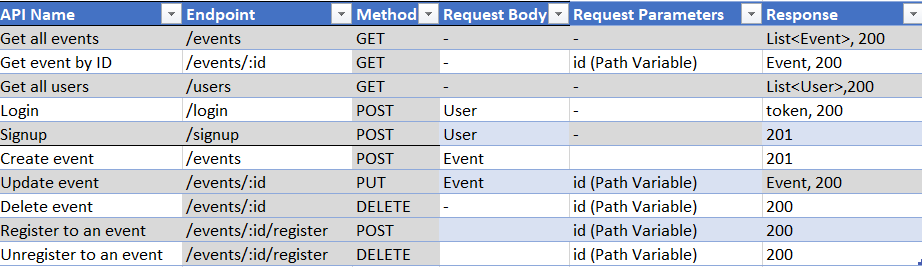 API Name Endpoint Method Request Body Request Parameters Response
Get all events /events GET - - List<Event>, 200
Get event by ID /events/:id GET - id (Path Variable) Event, 200
Get all users /users GET - - List<User>,200
Login /login POST User - token, 200
Signup /signup POST User - 201
Create event /events POST Event 201
Update event /events/:id PUT Event id (Path Variable) Event, 200
Delete event /events/:id DELETE - id (Path Variable) 200
Register to an event /events/:id/register POST id (Path Variable) 200
Unregister to an event /events/:id/register DELETE id (Path Variable) 200